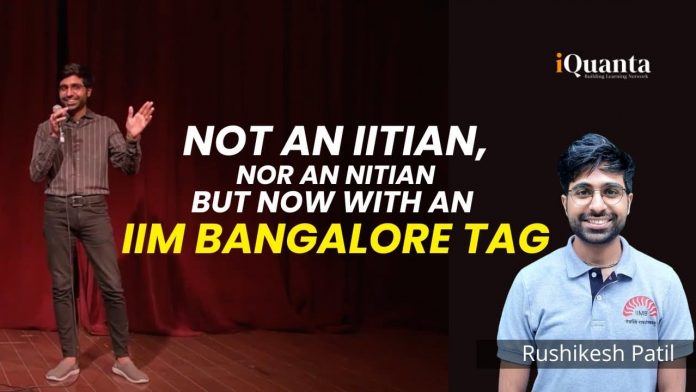 iQuanta
Building Learning Network
NOT AN IITIAN,
NOR AN NITIAN
BUT NOW WITH AN
IIM BANGALORE TAG
IIMB
Rushikesh Patil